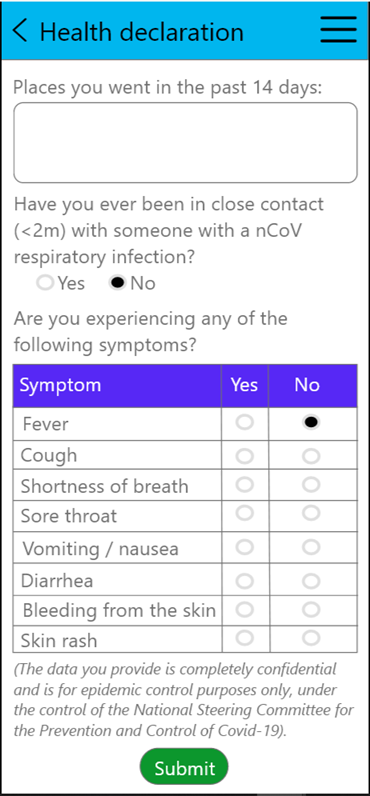 Health declaration
Places you went in the past 14 days:
Have you ever been in close contact
(<2m) with someone with a nCoV
respiratory infection?
Yes No
Are you experiencing any of the
following symptoms?
Symptom Yes No
Fever
Cough
Shortness of breath
Sore throat
Vomiting / nausea
Diarrhea
Bleeding from the skin
Skin rash
(The data you provide is completely confidential
and is for epidemic control purposes only, under
the control of the National Steering Committee for
the Prevention and Control of Covid-19).
Submit